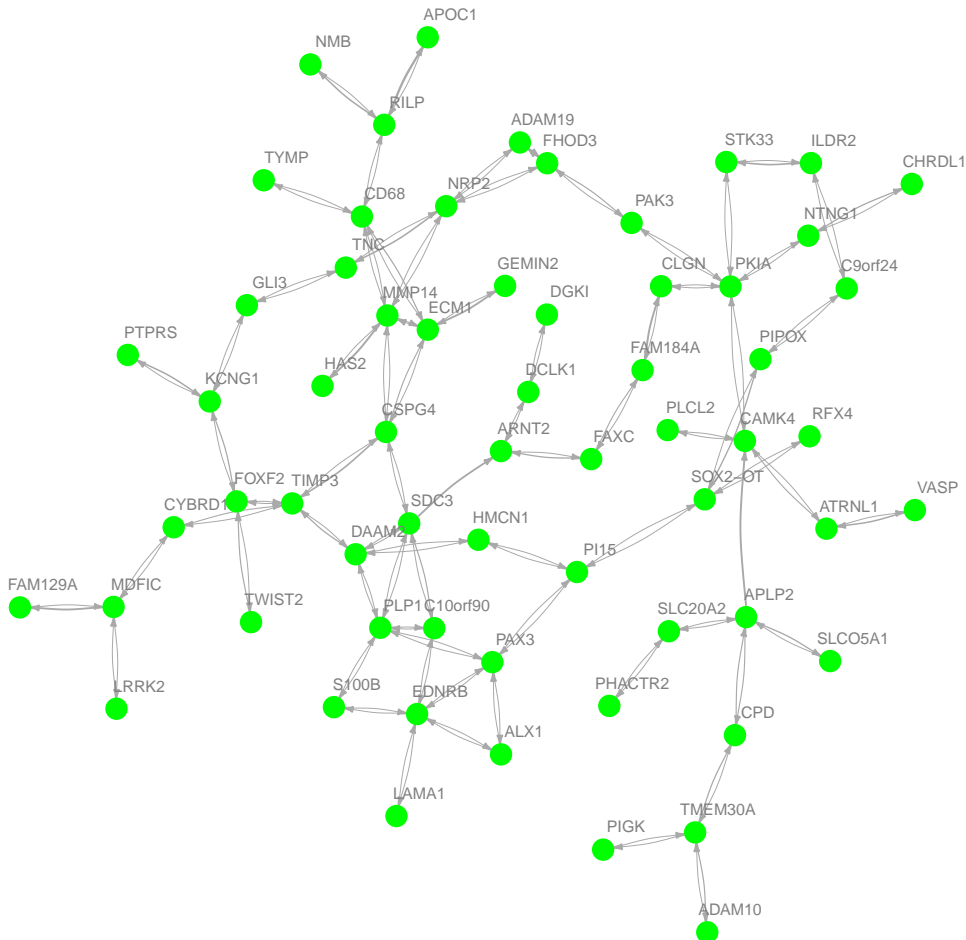 APOC1
NMB
RILP
ADAM19
FHOD3
STK33
ILDR2
TYMP
CHRDL1
NRP2
CD68
PAK3
NTNG1
TNC
GEMIN2
CLGN
PKIA
C9orf24
GLI3
MMP14
ECM1
DGKI
PTPRS
HAS2
FAM184A
PIPOX
KCNG1
DCLK1
CSPG4
PLCL2
CAMK4
RFX4
ARNT2
FAXC
FOXF2
TIMP3
SOX2-OT
CYBRD1
SDC3
ATRNL1
VASP
DAAM2
HMCN1
PI15
FAM129A
MDFIC
TWIST2
PLP1
C10orf90
SLC20A2
APLP2
PAX3
SLCO5A1
LRRK2
S100B
EDNRB
PHACTR2
ALX1
CPD
LAMA1
TMEM30A
PIGK
ADAM10